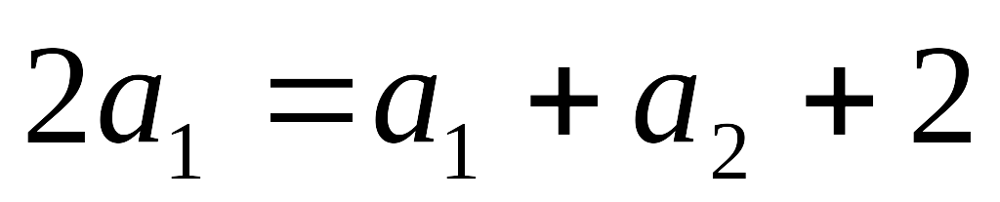 2a₁ = a₁ + a₂ + 2